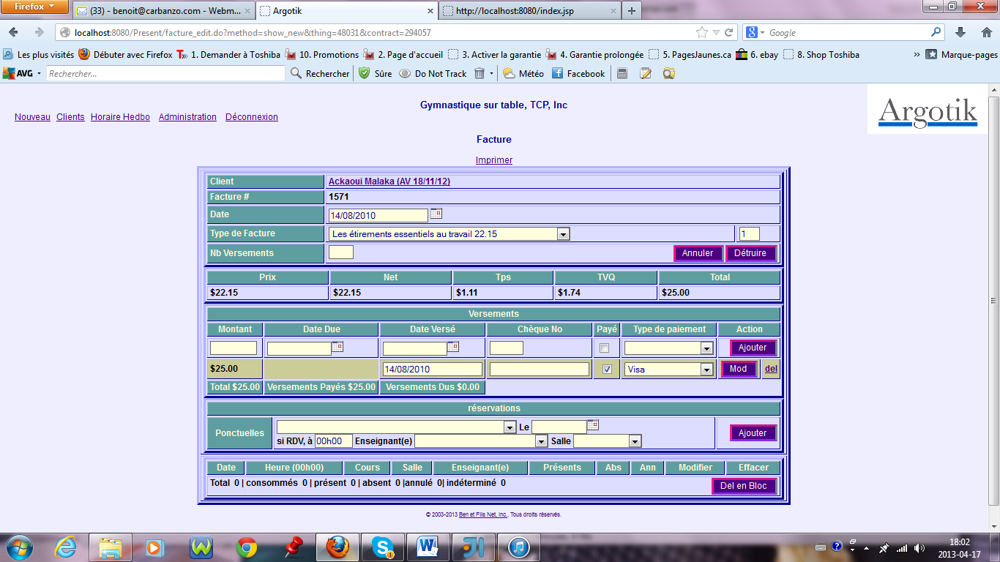 Firefox
(33) - benoit@carbanzo.com - Webm...
Argotik
http://localhost:8080/index.jsp
localhost:8080/Present/facture_edit.do?method=show_new&thing=48031&contract=294057
Google
Les plus visités Débuter avec Firefox 1. Demander à Toshiba 10. Promotions 2. Page d'accueil 3. Activer la garantie 4. Garantie prolongée 5. PagesJaunes.ca 6. ebay 8. Shop Toshiba » Marque-pages
AVG Rechercher... Rechercher Sûre Do Not Track Météo Facebook
Gymnastique sur table, TCP, Inc
Argotik
Nouveau Clients Horaire Hedbo Administration Déconnexion
Facture
Imprimer
Client Ackaoui Malaka (AV 18/11/12)
Facture # 1571
Date 14/08/2010
Type de Facture Les étirements essentiels au travail 22.15 1
Nb Versements Annuler Détruire
Prix Net Tps TVQ Total
$22.15 $22.15 $1.11 $1.74 $25.00
Versements
Montant Date Due Date Versé Chèque No Payé Type de paiement Action
Ajouter
$25.00 14/08/2010 Visa Mod del
Total $25.00 Versements Payés $25.00 Versements Dus $0.00
réservations
Ponctuelles Le
si RDV, à 00h00 Enseignant(e) Salle Ajouter
Date Heure (00h00) Cours Salle Enseignant(e) Présents Abs Ann Modifier Effacer
Total 0 | consommés 0 | présent 0 | absent 0 |annulé 0| indéterminé 0
Del en Bloc
© 2003-2013 Ben et Fils Net, Inc., Tous droits réservés.
18:02
2013-04-17